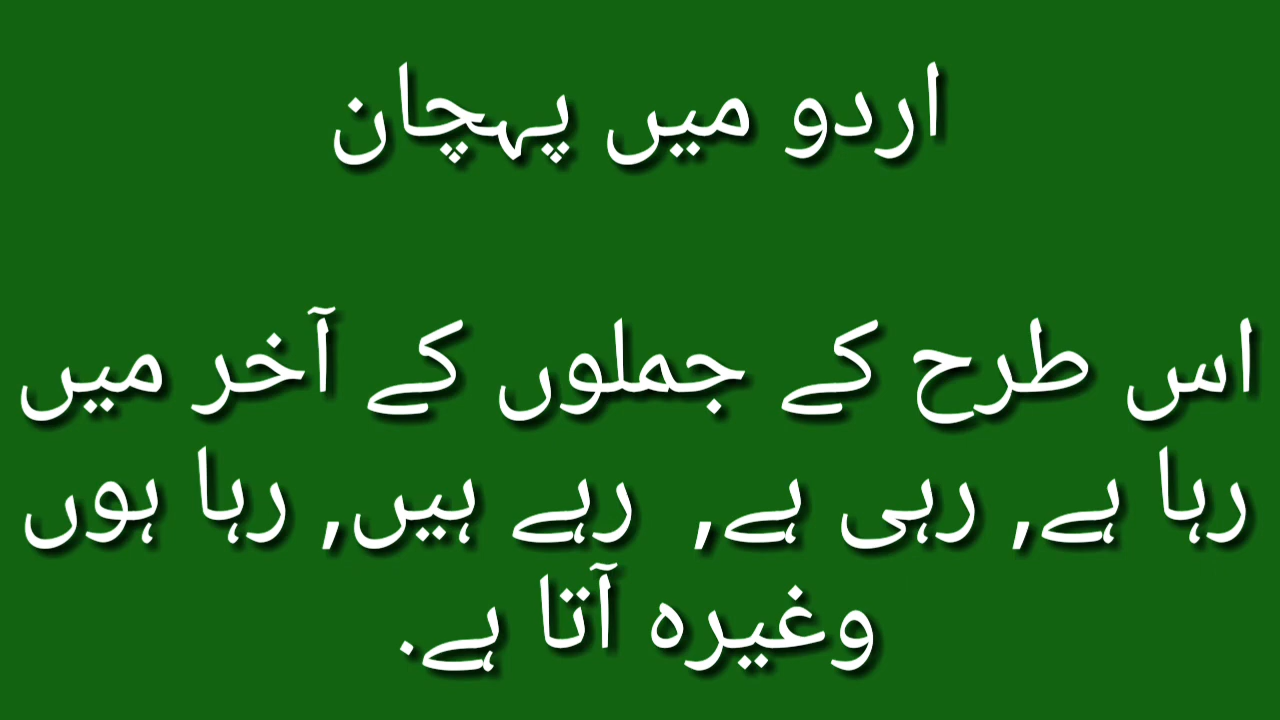 اردو میں پہچان
اس طرح کے جملوں کے آخر میں
رہا ہے, رہی ہے, رہے ہیں, رہا ہوں
وغیرہ آتا ہے.